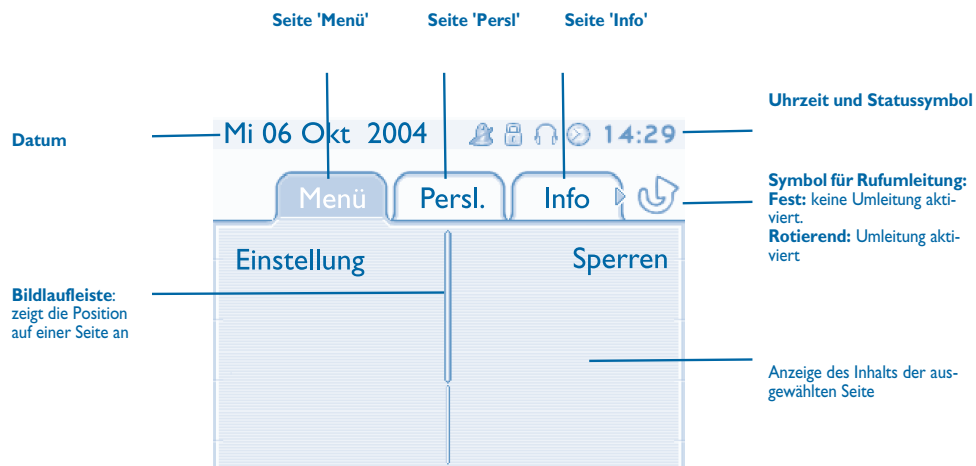 Seite 'Menü' Seite 'Persl' Seite 'Info'
Uhrzeit und Statussymbol
Datum
Mi 06 Okt 2004 14:29
Symbol für Rufumleitung:
Fest: keine Umleitung akti-
viert.
Rotierend: Umleitung akti-
viert
Menü Persl. Info
Einstellung Sperren
Bildlaufleiste:
zeigt die Position
auf einer Seite an
Anzeige des Inhalts der aus-
gewählten Seite